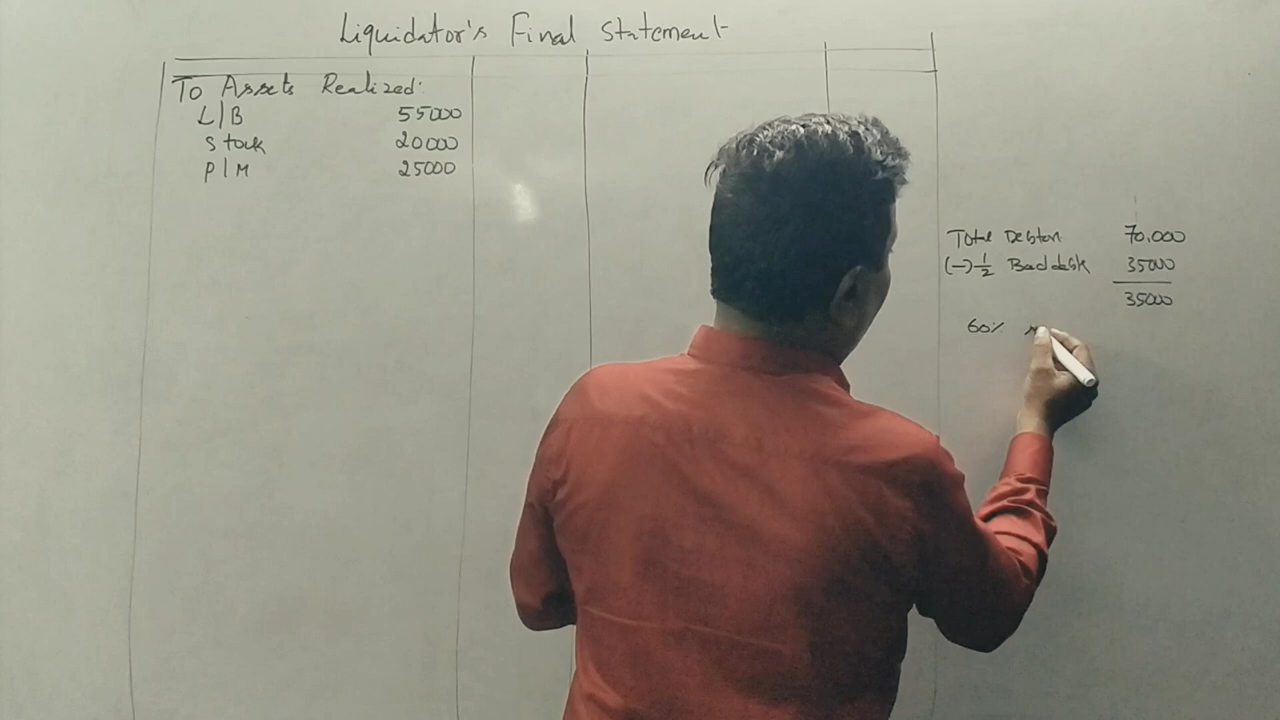 Liquidator's Final Statement
To Assets Realized:
L/B 55000
Stock 20000
P/M 25000
Total Debtors 70,000
(-) 1/2 Bad debts 35000
35000
60%